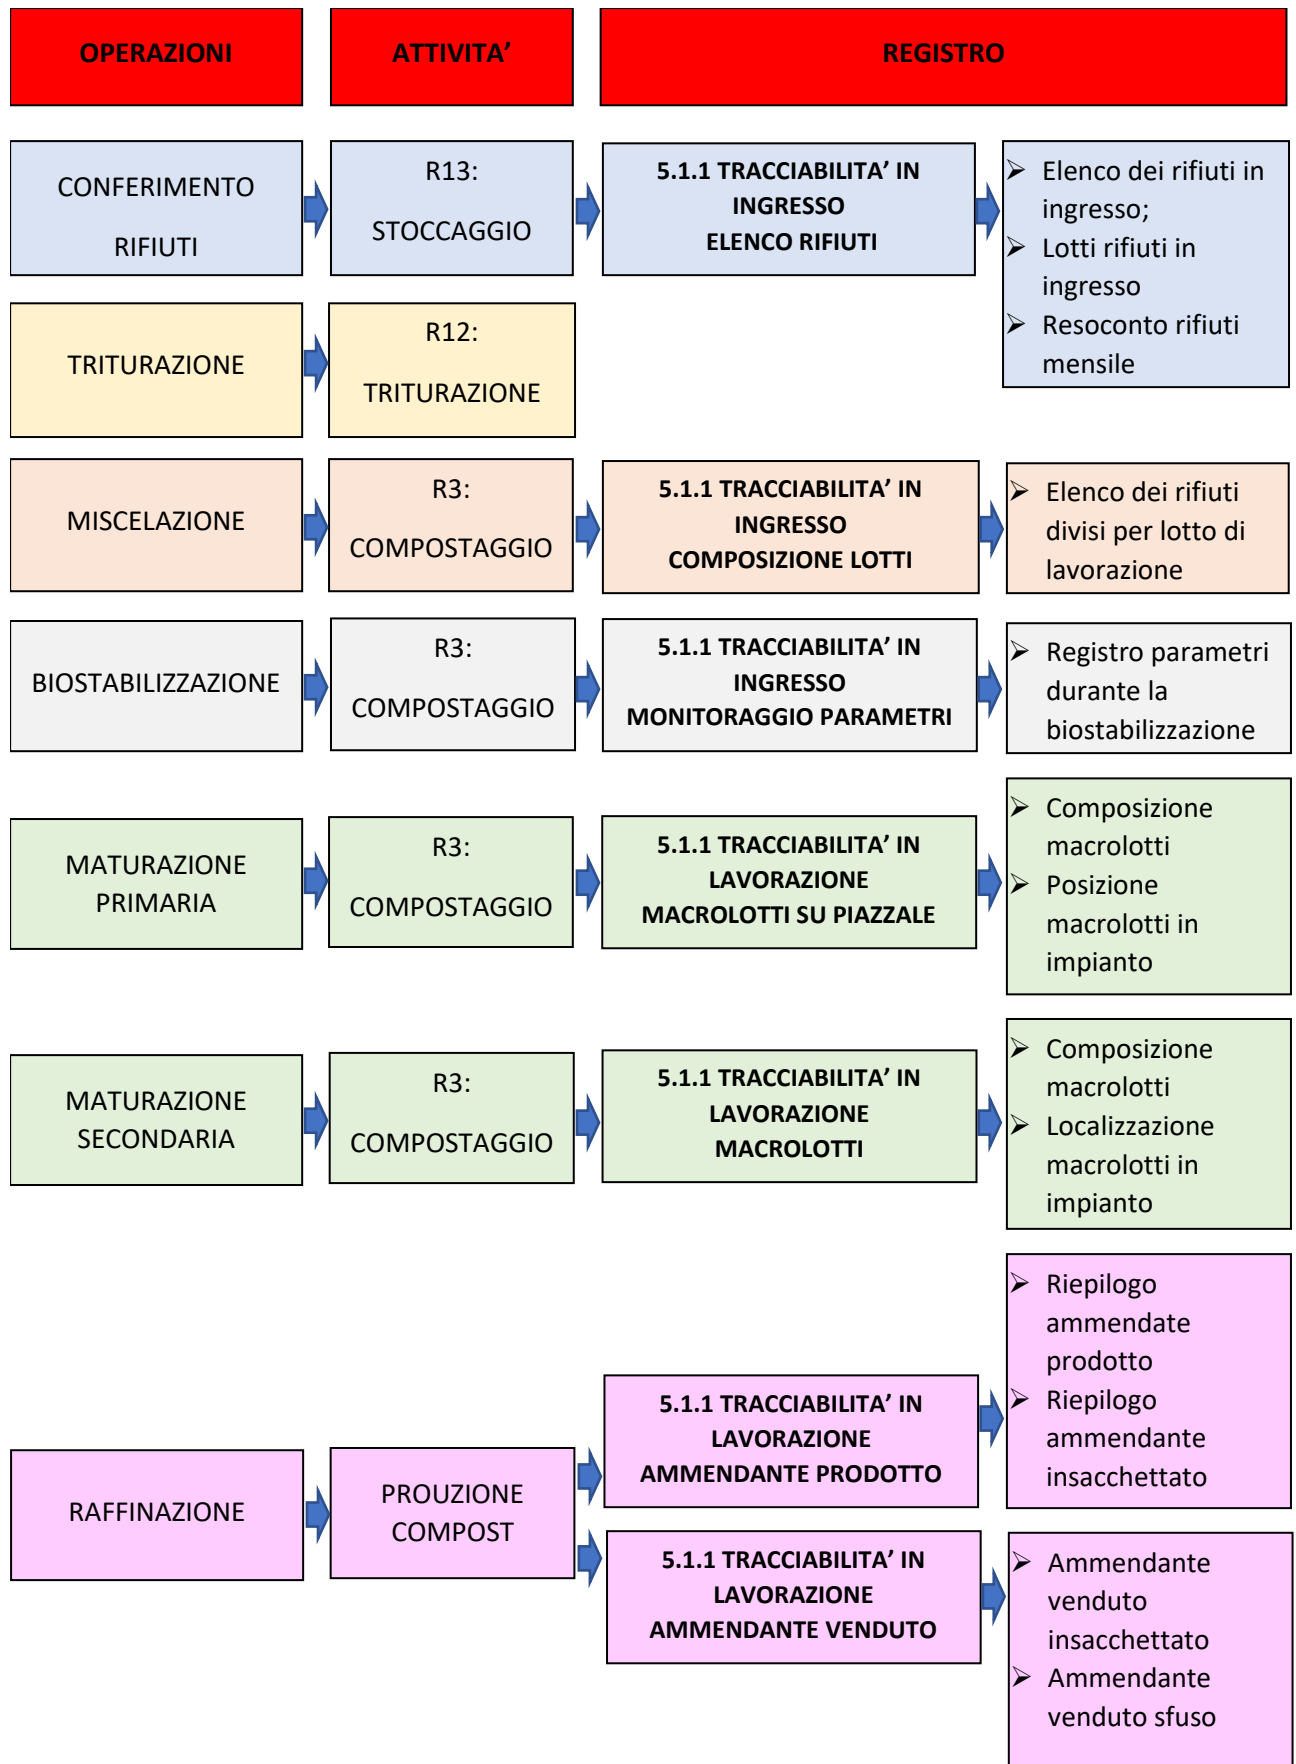 OPERAZIONI
ATTIVITA’
REGISTRO
CONFERIMENTO
RIFIUTI
R13:
STOCCAGGIO
5.1.1 TRACCIABILITA’ IN
INGRESSO
ELENCO RIFIUTI
➢ Elenco dei rifiuti in
ingresso;
➢ Lotti rifiuti in
ingresso
➢ Resoconto rifiuti
mensile
TRITURAZIONE
R12:
TRITURAZIONE
MISCELAZIONE
R3:
COMPOSTAGGIO
5.1.1 TRACCIABILITA’ IN
INGRESSO
COMPOSIZIONE LOTTI
➢ Elenco dei rifiuti
divisi per lotto di
lavorazione
BIOSTABILIZZAZIONE
R3:
COMPOSTAGGIO
5.1.1 TRACCIABILITA’ IN
INGRESSO
MONITORAGGIO PARAMETRI
➢ Registro parametri
durante la
biostabilizzazione
MATURAZIONE
PRIMARIA
R3:
COMPOSTAGGIO
5.1.1 TRACCIABILITA’ IN
LAVORAZIONE
MACROLOTTI SU PIAZZALE
➢ Composizione
macrolotti
➢ Posizione
macrolotti in
impianto
MATURAZIONE
SECONDARIA
R3:
COMPOSTAGGIO
5.1.1 TRACCIABILITA’ IN
LAVORAZIONE
MACROLOTTI
➢ Composizione
macrolotti
➢ Localizzazione
macrolotti in
impianto
RAFFINAZIONE
PROUZIONE
COMPOST
5.1.1 TRACCIABILITA’ IN
LAVORAZIONE
AMMENDANTE PRODOTTO
➢ Riepilogo
ammendate
prodotto
➢ Riepilogo
ammendante
insacchettato
5.1.1 TRACCIABILITA’ IN
LAVORAZIONE
AMMENDANTE VENDUTO
➢ Ammendante
venduto
insacchettato
➢ Ammendante
venduto sfuso